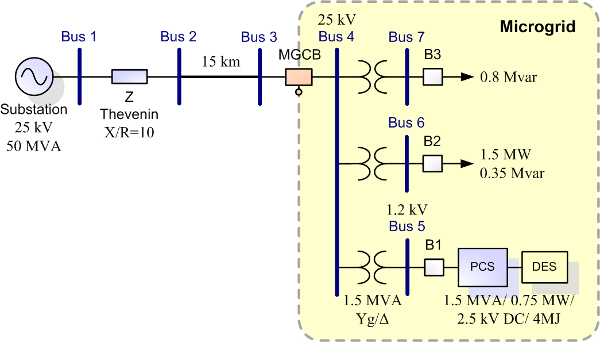 Microgrid
25 kV
Bus 1
Bus 2
Bus 3
Bus 4
Bus 7
MGCB
B3
15 km
0.8 Mvar
Z
Thevenin
X/R=10
Substation
25 kV
50 MVA
Bus 6
B2
1.5 MW
0.35 Mvar
1.2 kV
Bus 5
B1
PCS
DES
1.5 MVA
Yg/Δ
1.5 MVA/ 0.75 MW/
2.5 kV DC/ 4MJ